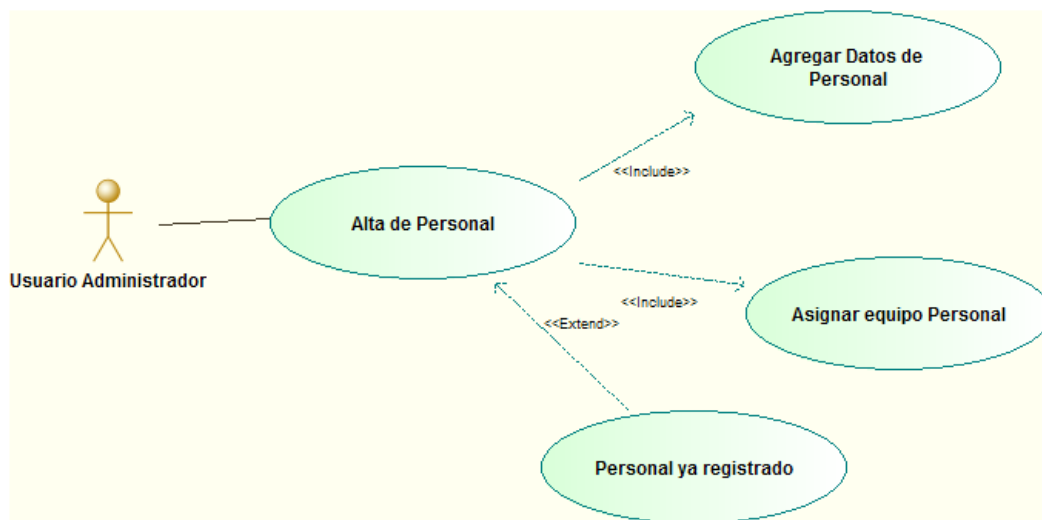 Agregar Datos de
Personal
<<Include>>
Alta de Personal
Usuario Administrador
<<Include>>
Asignar equipo Personal
<<Extend>>
Personal ya registrado